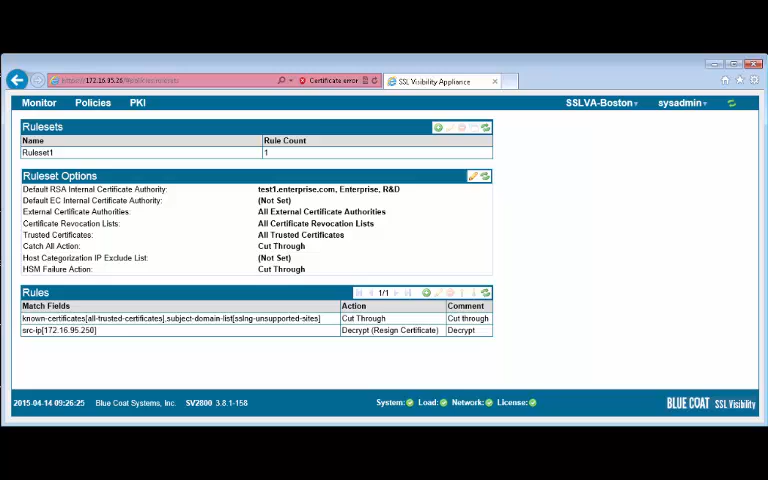 https://172.16.95.26/
Certificate error
SSL Visibility Appliance
Monitor Policies PKI SSLVA-Boston sysadmin
Rulesets
Name Rule Count
Ruleset1 1
Ruleset Options
Default RSA Internal Certificate Authority: test1.enterprise.com, Enterprise, R&D
Default EC Internal Certificate Authority: (Not Set)
External Certificate Authorities: All External Certificate Authorities
Certificate Revocation Lists: All Certificate Revocation Lists
Trusted Certificates: All Trusted Certificates
Catch All Action: Cut Through
Host Categorization IP Exclude List: (Not Set)
HSM Failure Action: Cut Through
Rules 1/1
Match Fields Action Comment
known-certificates[all-trusted-certificates],subject-domain-list[sslng-unsupported-sites] Cut Through Cut through
src-ip[172.16.95.250] Decrypt (Resign Certificate) Decrypt
2015-04-14 09:26:25 Blue Coat Systems, Inc. SV2800 3.8.1-158 System: Load: Network: License: BLUE COAT SSL Visibility